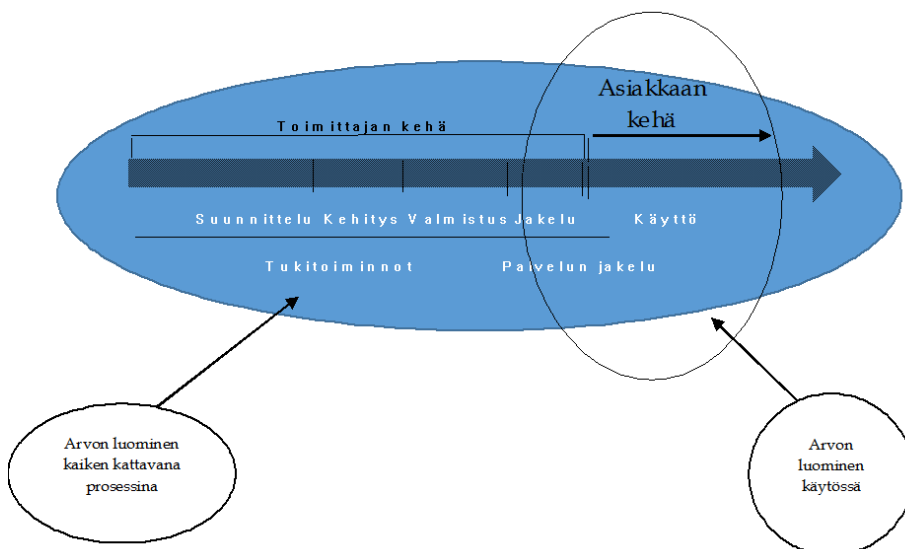 Asiakkaan
kehä
Toimittajan kehä
Suunnittelu Kehitys Valmistus Jakelu Käyttö
Tukitoiminnot Palvelun jakelu
Arvon luominen
kaiken kattavana
prosessina
Arvon
luominen
käytössä